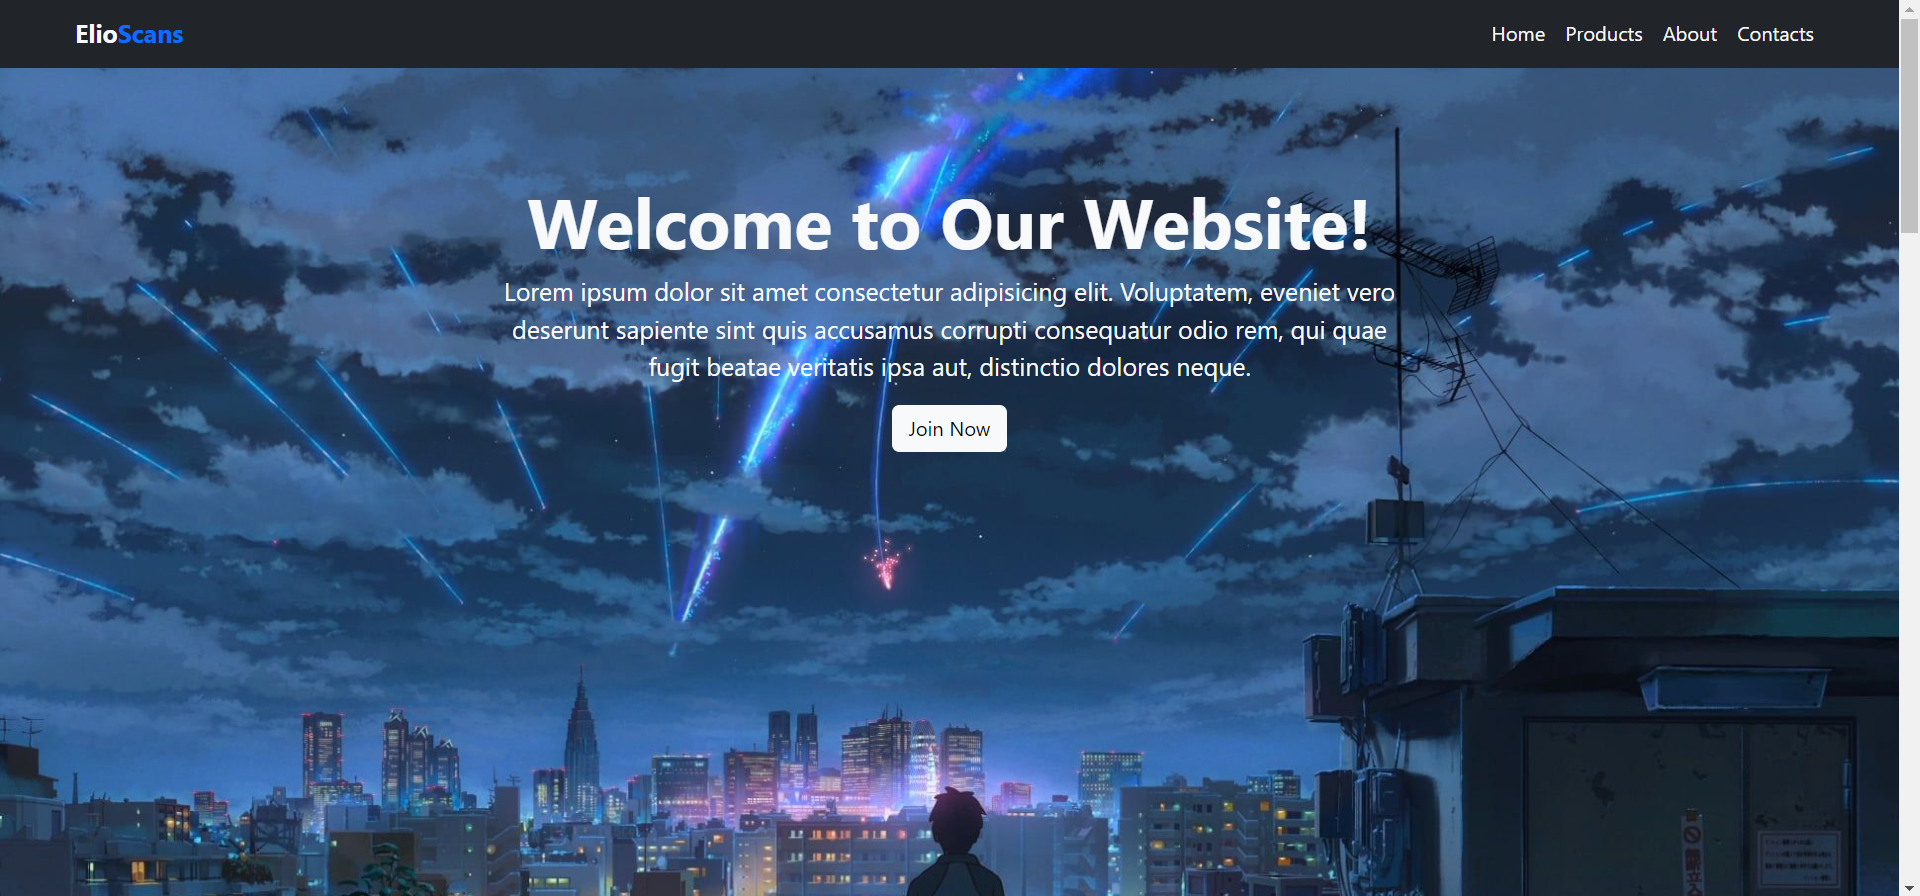 ElioScans
Home Products About Contacts
Welcome to Our Website!
Lorem ipsum dolor sit amet consectetur adipisicing elit. Voluptatem, eveniet vero
deserunt sapiente sint quis accusamus corrupti consequatur odio rem, qui quae
fugit beatae veritatis ipsa aut, distinctio dolores neque.
Join Now